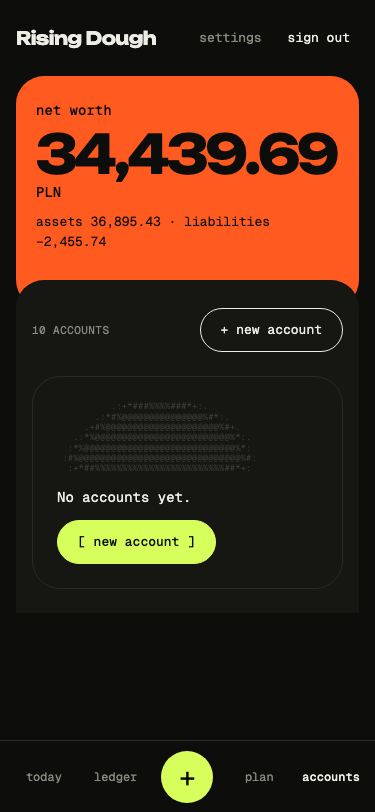 Rising Dough
settings
sign out
net worth
34,439.69
PLN
assets 36,895.43 · liabilities
−2,455.74
10 ACCOUNTS
+ new account
No accounts yet.
[ new account ]
today
ledger
+
plan
accounts